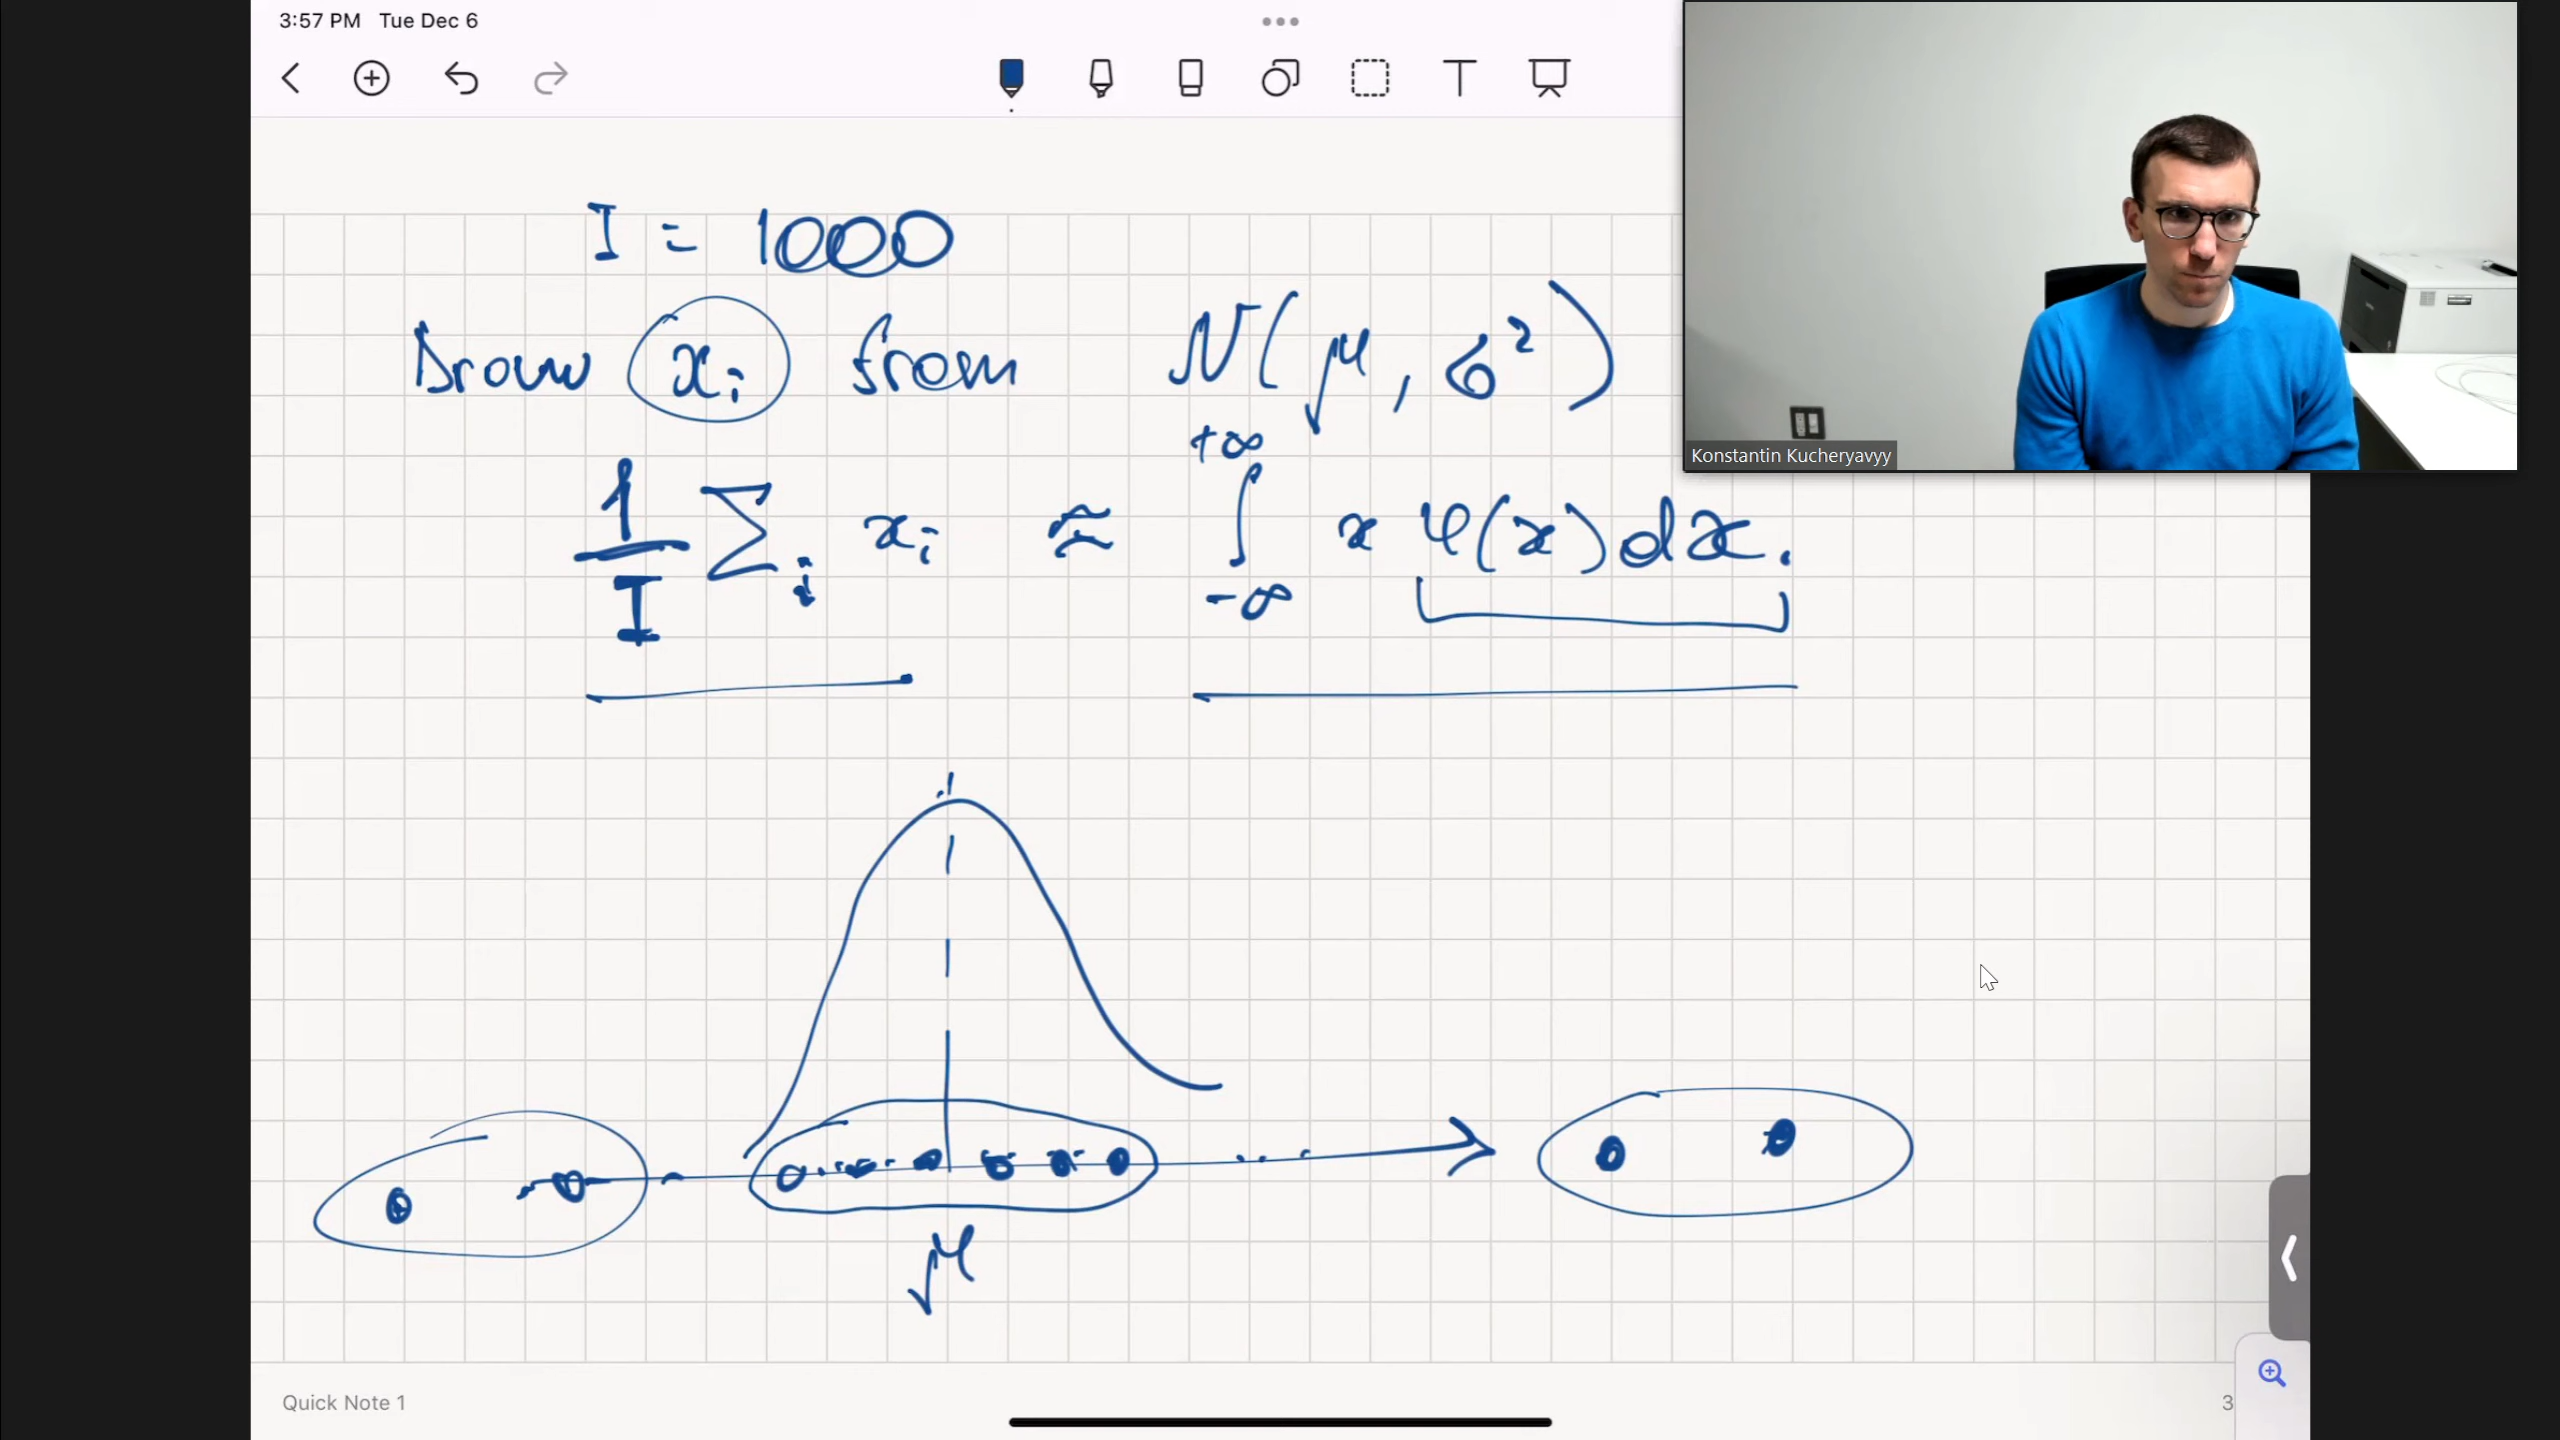 3:57 PM Tue Dec 6
I = 1000
Draw xᵢ from N(μ, σ²)
1/I Σᵢ xᵢ ≈ ∫₋∞⁺∞ x φ(x)dx.
Konstantin Kucheryavyy
μ
Quick Note 1
3